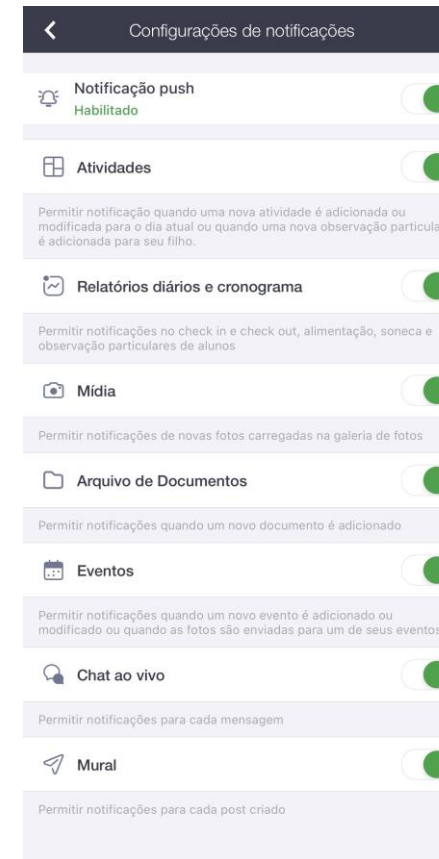 Configurações de notificações
Notificação push
Habilitado
Atividades
Permitir notificação quando uma nova atividade é adicionada ou
modificada para o dia atual ou quando uma nova observação
é adicionada para seu filho.
Relatórios diários e cronograma
Permitir notificações no check in e check out, alimentação, soneca e
observação particulares de alunos
Mídia
Permitir notificações de novas fotos carregadas na galeria de fotos
Arquivo de Documentos
Permitir notificações quando um novo documento é adicionado
Eventos
Permitir notificações quando um novo evento é adicionado ou
modificado ou quando as fotos são enviadas para um de seus eventos
Chat ao vivo
Permitir notificações para cada mensagem
Mural
Permitir notificações para cada post criado